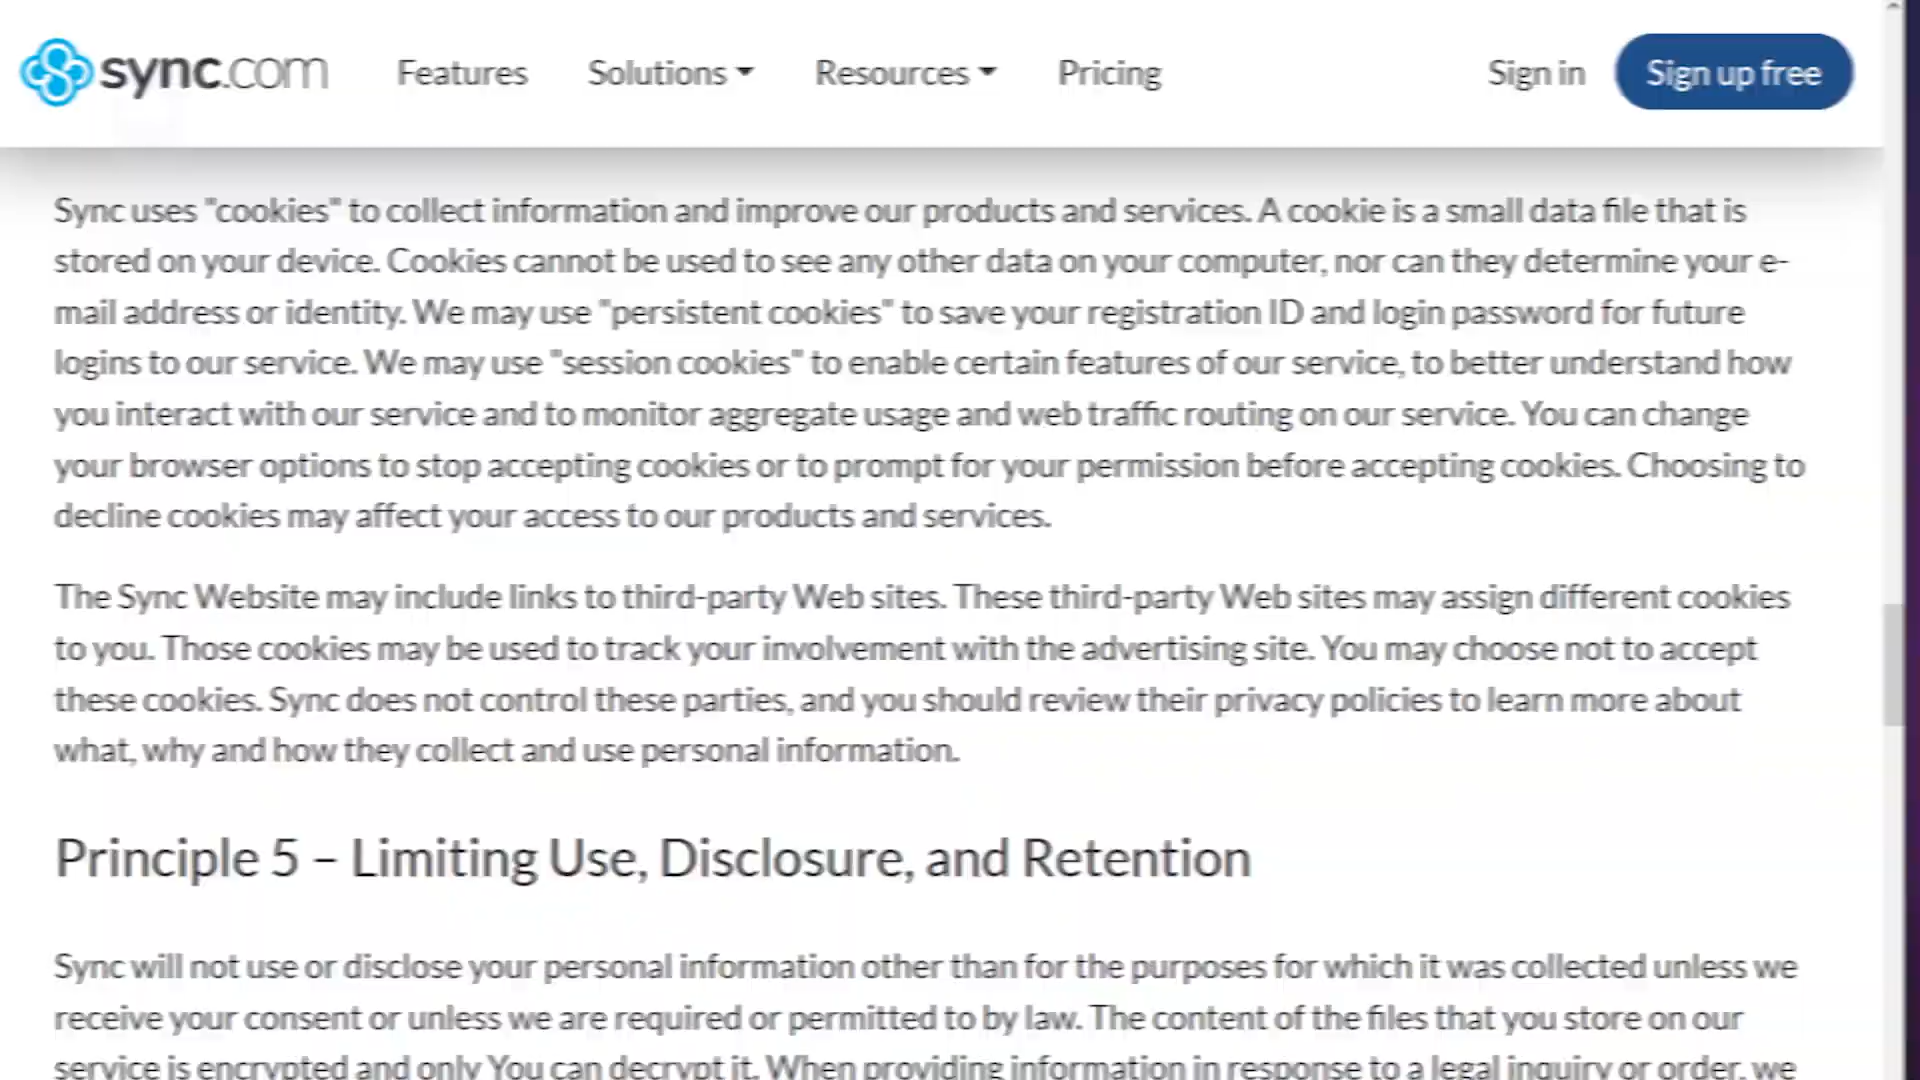 sync.com Features Solutions Resources Pricing Sign in Sign up free
Sync uses "cookies" to collect information and improve our products and services. A cookie is a small data file that is
stored on your device. Cookies cannot be used to see any other data on your computer, nor can they determine your e-
mail address or identity. We may use "persistent cookies" to save your registration ID and login password for future
logins to our service. We may use "session cookies" to enable certain features of our service, to better understand how
you interact with our service and to monitor aggregate usage and web traffic routing on our service. You can change
your browser options to stop accepting cookies or to prompt for your permission before accepting cookies. Choosing to
decline cookies may affect your access to our products and services.
The Sync Website may include links to third-party Web sites. These third-party Web sites may assign different cookies
to you. Those cookies may be used to track your involvement with the advertising site. You may choose not to accept
these cookies. Sync does not control these parties, and you should review their privacy policies to learn more about
what, why and how they collect and use personal information.
Principle 5 – Limiting Use, Disclosure, and Retention
Sync will not use or disclose your personal information other than for the purposes for which it was collected unless we
receive your consent or unless we are required or permitted to by law. The content of the files that you store on our
service is encrypted and only You can decrypt it. When providing information in response to a legal inquiry or order, we